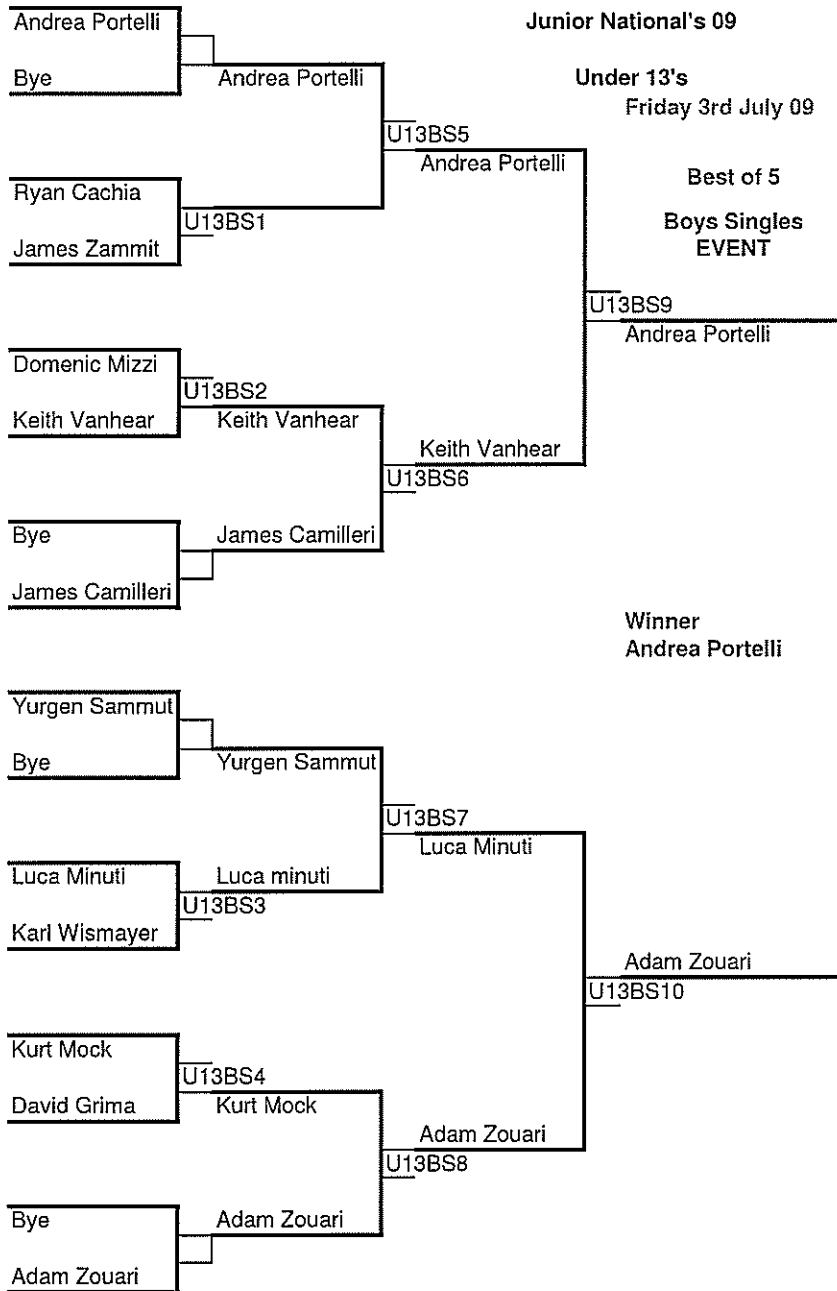 Junior National's 09
Under 13's
Friday 3rd July 09
Best of 5
Boys Singles
EVENT
Andrea Portelli
Bye
Andrea Portelli
U13BS5
Andrea Portelli
Ryan Cachia
U13BS1
James Zammit
U13BS9
Andrea Portelli
Domenic Mizzi
U13BS2
Keith Vanhear
Keith Vanhear
Keith Vanhear
U13BS6
Bye
James Camilleri
James Camilleri
Winner
Andrea Portelli
Yurgen Sammut
Bye
Yurgen Sammut
U13BS7
Luca Minuti
Luca Minuti
Luca minuti
U13BS3
Karl Wismayer
Adam Zouari
U13BS10
Kurt Mock
U13BS4
David Grima
Kurt Mock
Adam Zouari
U13BS8
Bye
Adam Zouari
Adam Zouari